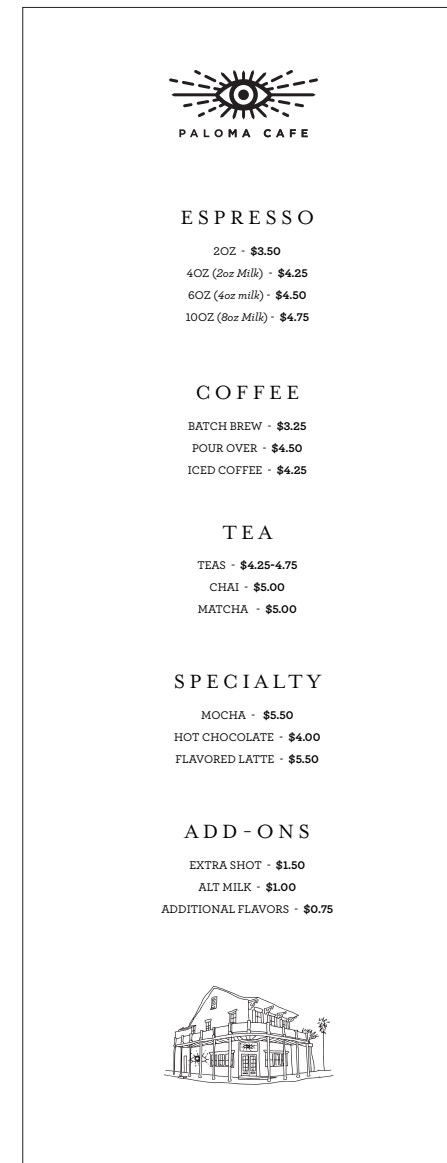 PALOMA CAFE
ESPRESSO
2OZ - $3.50
4OZ (2oz Milk) - $4.25
6OZ (4oz milk) - $4.50
10OZ (8oz Milk) - $4.75
COFFEE
BATCH BREW - $3.25
POUR OVER - $4.50
ICED COFFEE - $4.25
TEA
TEAS - $4.25-4.75
CHAI - $5.00
MATCHA - $5.00
SPECIALTY
MOCHA - $5.50
HOT CHOCOLATE - $4.00
FLAVORED LATTE - $5.50
ADD-ONS
EXTRA SHOT - $1.50
ALT MILK - $1.00
ADDITIONAL FLAVORS - $0.75